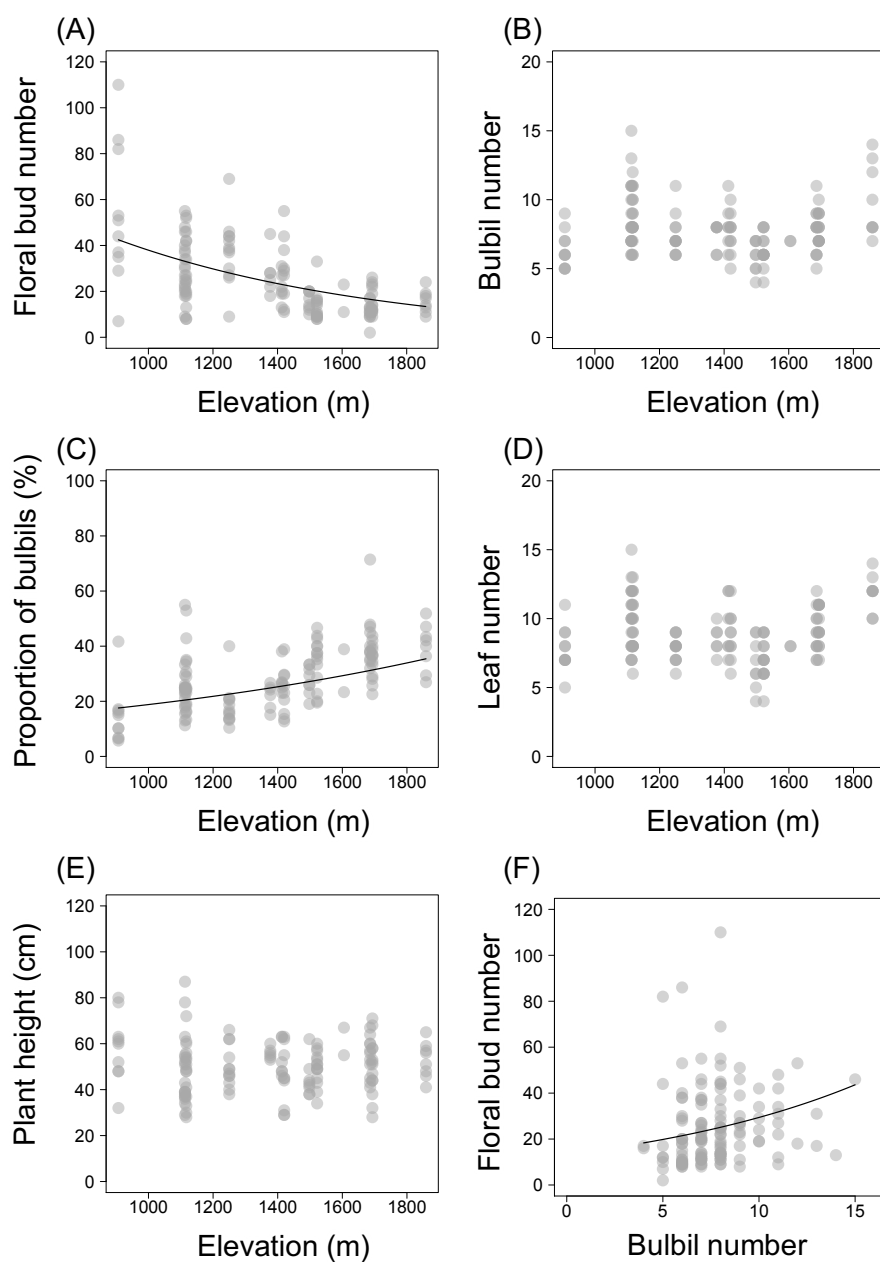 (A)
Floral bud number
120
100
80
60
40
20
0
1000 1200 1400 1600 1800
Elevation (m)
(B)
Bulbil number
20
15
10
5
0
1000 1200 1400 1600 1800
Elevation (m)
(C)
Proportion of bulbils (%)
100
80
60
40
20
0
1000 1200 1400 1600 1800
Elevation (m)
(D)
Leaf number
20
15
10
5
0
1000 1200 1400 1600 1800
Elevation (m)
(E)
Plant height (cm)
120
100
80
60
40
20
0
1000 1200 1400 1600 1800
Elevation (m)
(F)
Floral bud number
120
100
80
60
40
20
0
0 5 10 15
Bulbil number